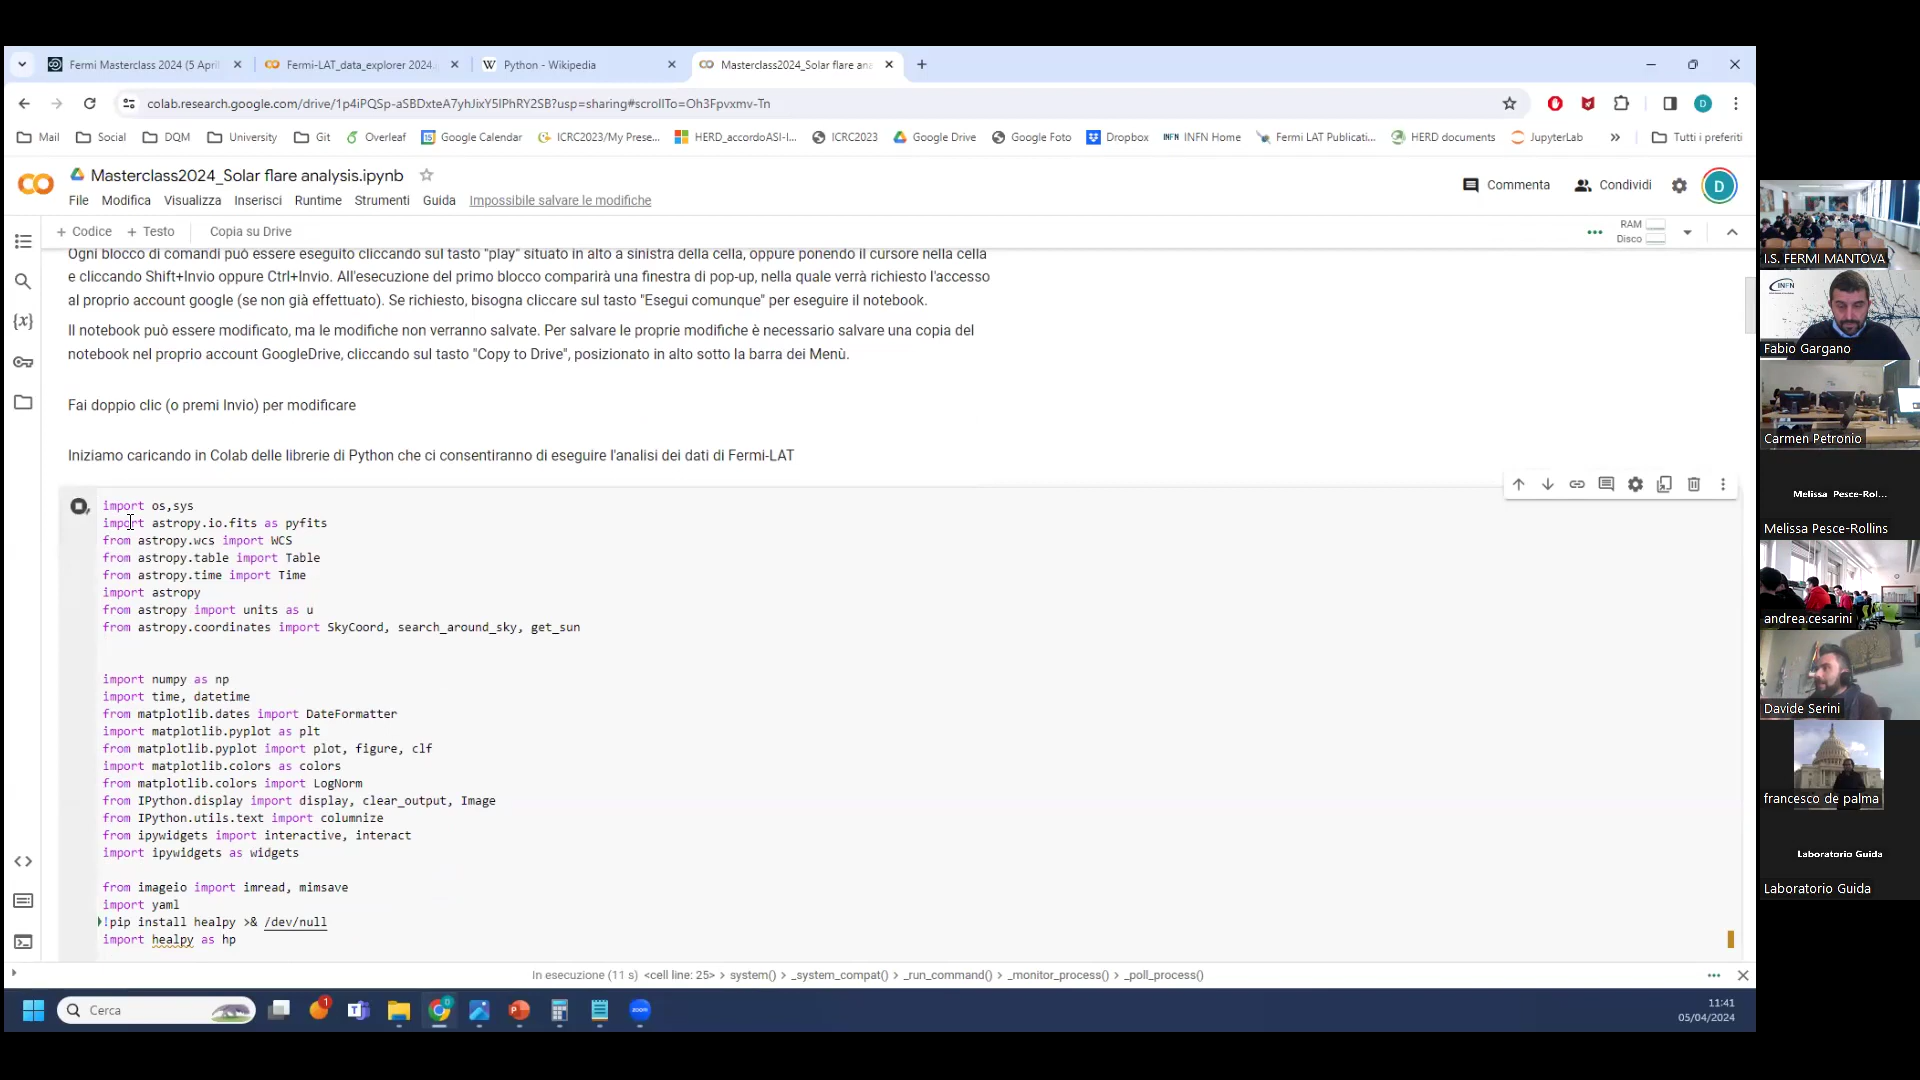 Fermi Masterclass 2024 (5 April
Fermi-LAT_data_explorer 2024.
W Python - Wikipedia
Masterclass2024_Solar flare ana
colab.research.google.com/drive/1p4iPQSp-aSBDxteA7yhJixY5IPhRY2SB?usp=sharing#scrollTo=Oh3Fpvxmv-Tn
D
Mail
Social
DQM
University
Git
Overleaf
Google Calendar
ICRC2023/My Prese...
HERD_accordoASI-I...
ICRC2023
Google Drive
Google Foto
Dropbox
INFN INFN Home
Fermi LAT Publicati...
HERD documents
JupyterLab
Tutti i preferiti
Masterclass2024_Solar flare analysis.ipynb
Commenta
Condividi
D
File Modifica Visualizza Inserisci Runtime Strumenti Guida Impossibile salvare le modifiche
+ Codice + Testo Copia su Drive
RAM
Disco
Ogni blocco di comandi può essere eseguito cliccando sul tasto "play" situato in alto a sinistra della cella, oppure ponendo il cursore nella cella
e cliccando Shift+Invio oppure Ctrl+Invio. All'esecuzione del primo blocco comparirà una finestra di pop-up, nella quale verrà richiesto l'accesso
al proprio account google (se non già effettuato). Se richiesto, bisogna cliccare sul tasto "Esegui comunque" per eseguire il notebook.
Il notebook può essere modificato, ma le modifiche non verranno salvate. Per salvare le proprie modifiche è necessario salvare una copia del
notebook nel proprio account GoogleDrive, cliccando sul tasto "Copy to Drive", posizionato in alto sotto la barra dei Menù.
Fai doppio clic (o premi Invio) per modificare
Iniziamo caricando in Colab delle librerie di Python che ci consentiranno di eseguire l'analisi dei dati di Fermi-LAT
import os,sys
import astropy.io.fits as pyfits
from astropy.wcs import WCS
from astropy.table import Table
from astropy.time import Time
import astropy
from astropy import units as u
from astropy.coordinates import SkyCoord, search_around_sky, get_sun
import numpy as np
import time, datetime
from matplotlib.dates import DateFormatter
import matplotlib.pyplot as plt
from matplotlib.pyplot import plot, figure, clf
import matplotlib.colors as colors
from matplotlib.colors import LogNorm
from IPython.display import display, clear_output, Image
from IPython.utils.text import columnize
from ipywidgets import interactive, interact
import ipywidgets as widgets
from imageio import imread, mimsave
import yaml
!pip install healpy >& /dev/null
import healpy as hp
In esecuzione (11 s) <cell line: 25> > system() > _system_compat() > _run_command() > _monitor_process() > _poll_process()
Cerca
1
11:41
05/04/2024
I.S. FERMI MANTOVA
INFN
Fabio Gargano
Carmen Petronio
Melissa Pesce-Rol...
Melissa Pesce-Rollins
andrea.cesarini
Davide Serini
francesco de palma
Laboratorio Guida
Laboratorio Guida